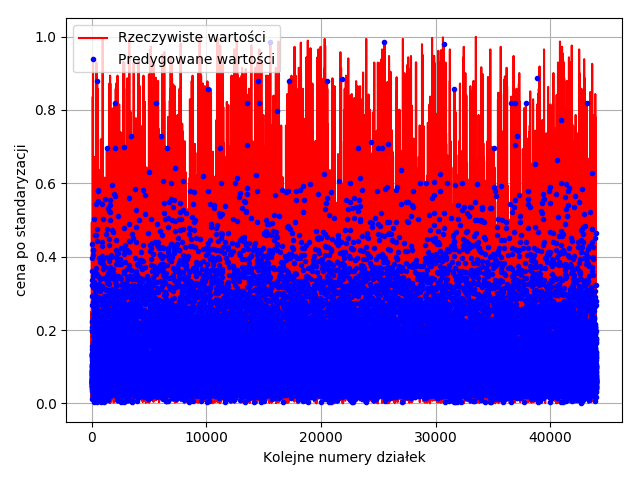 Rzeczywiste wartości
Predygowane wartości
1.0
0.8
0.6
0.4
0.2
0.0
cena po standaryzacji
0
10000
20000
30000
40000
Kolejne numery działek